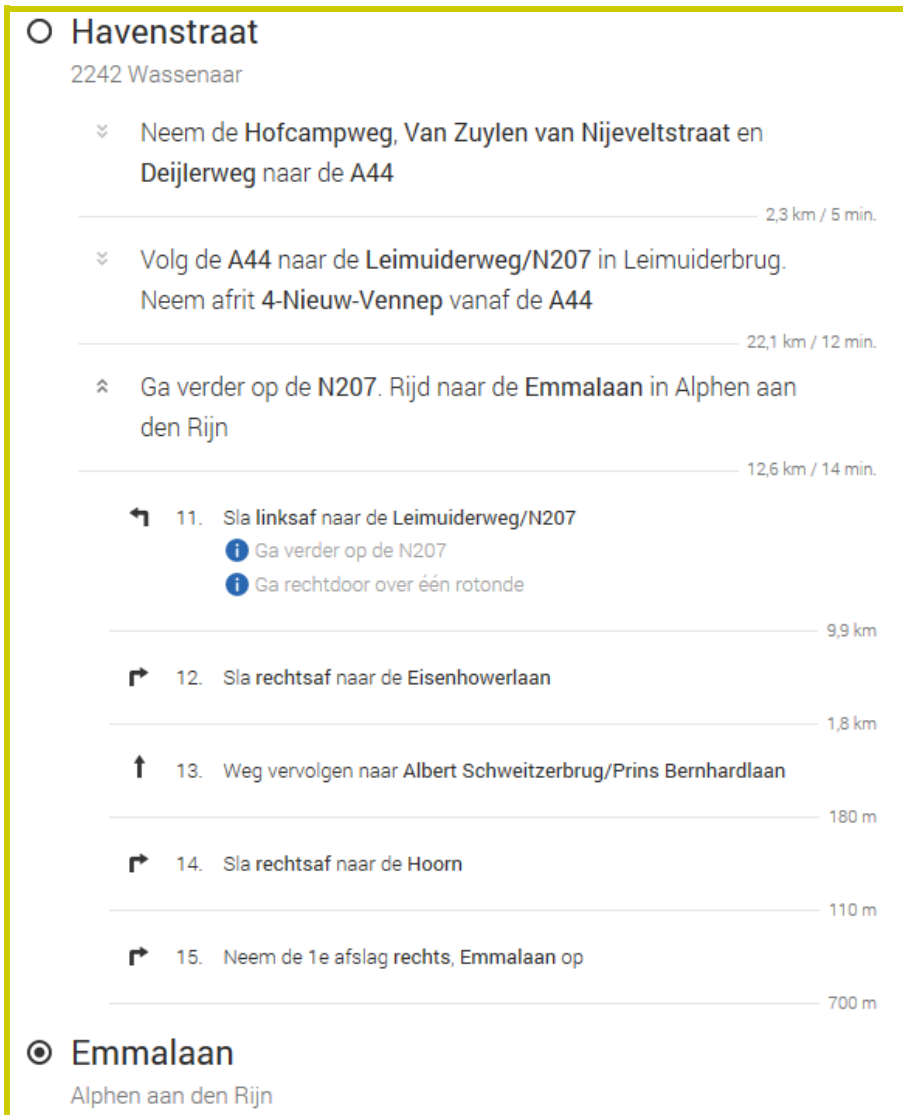 Havenstraat
2242 Wassenaar
Neem de Hofcampweg, Van Zuylen van Nijeveltstraat en
Deijlerweg naar de A44
2,3 km / 5 min.
Volg de A44 naar de Leimuiderweg/N207 in Leimuiderbrug.
Neem afrit 4-Nieuw-Vennep vanaf de A44
22,1 km / 12 min.
Ga verder op de N207. Rijd naar de Emmalaan in Alphen aan
den Rijn
12,6 km / 14 min.
11. Sla linksaf naar de Leimuiderweg/N207
Ga verder op de N207
Ga rechtdoor over één rotonde
9,9 km
12. Sla rechtsaf naar de Eisenhowerlaan
1,8 km
13. Weg vervolgen naar Albert Schweitzerbrug/Prins Bernhardlaan
180 m
14. Sla rechtsaf naar de Hoorn
110 m
15. Neem de 1e afslag rechts, Emmalaan op
700 m
Emmalaan
Alphen aan den Rijn